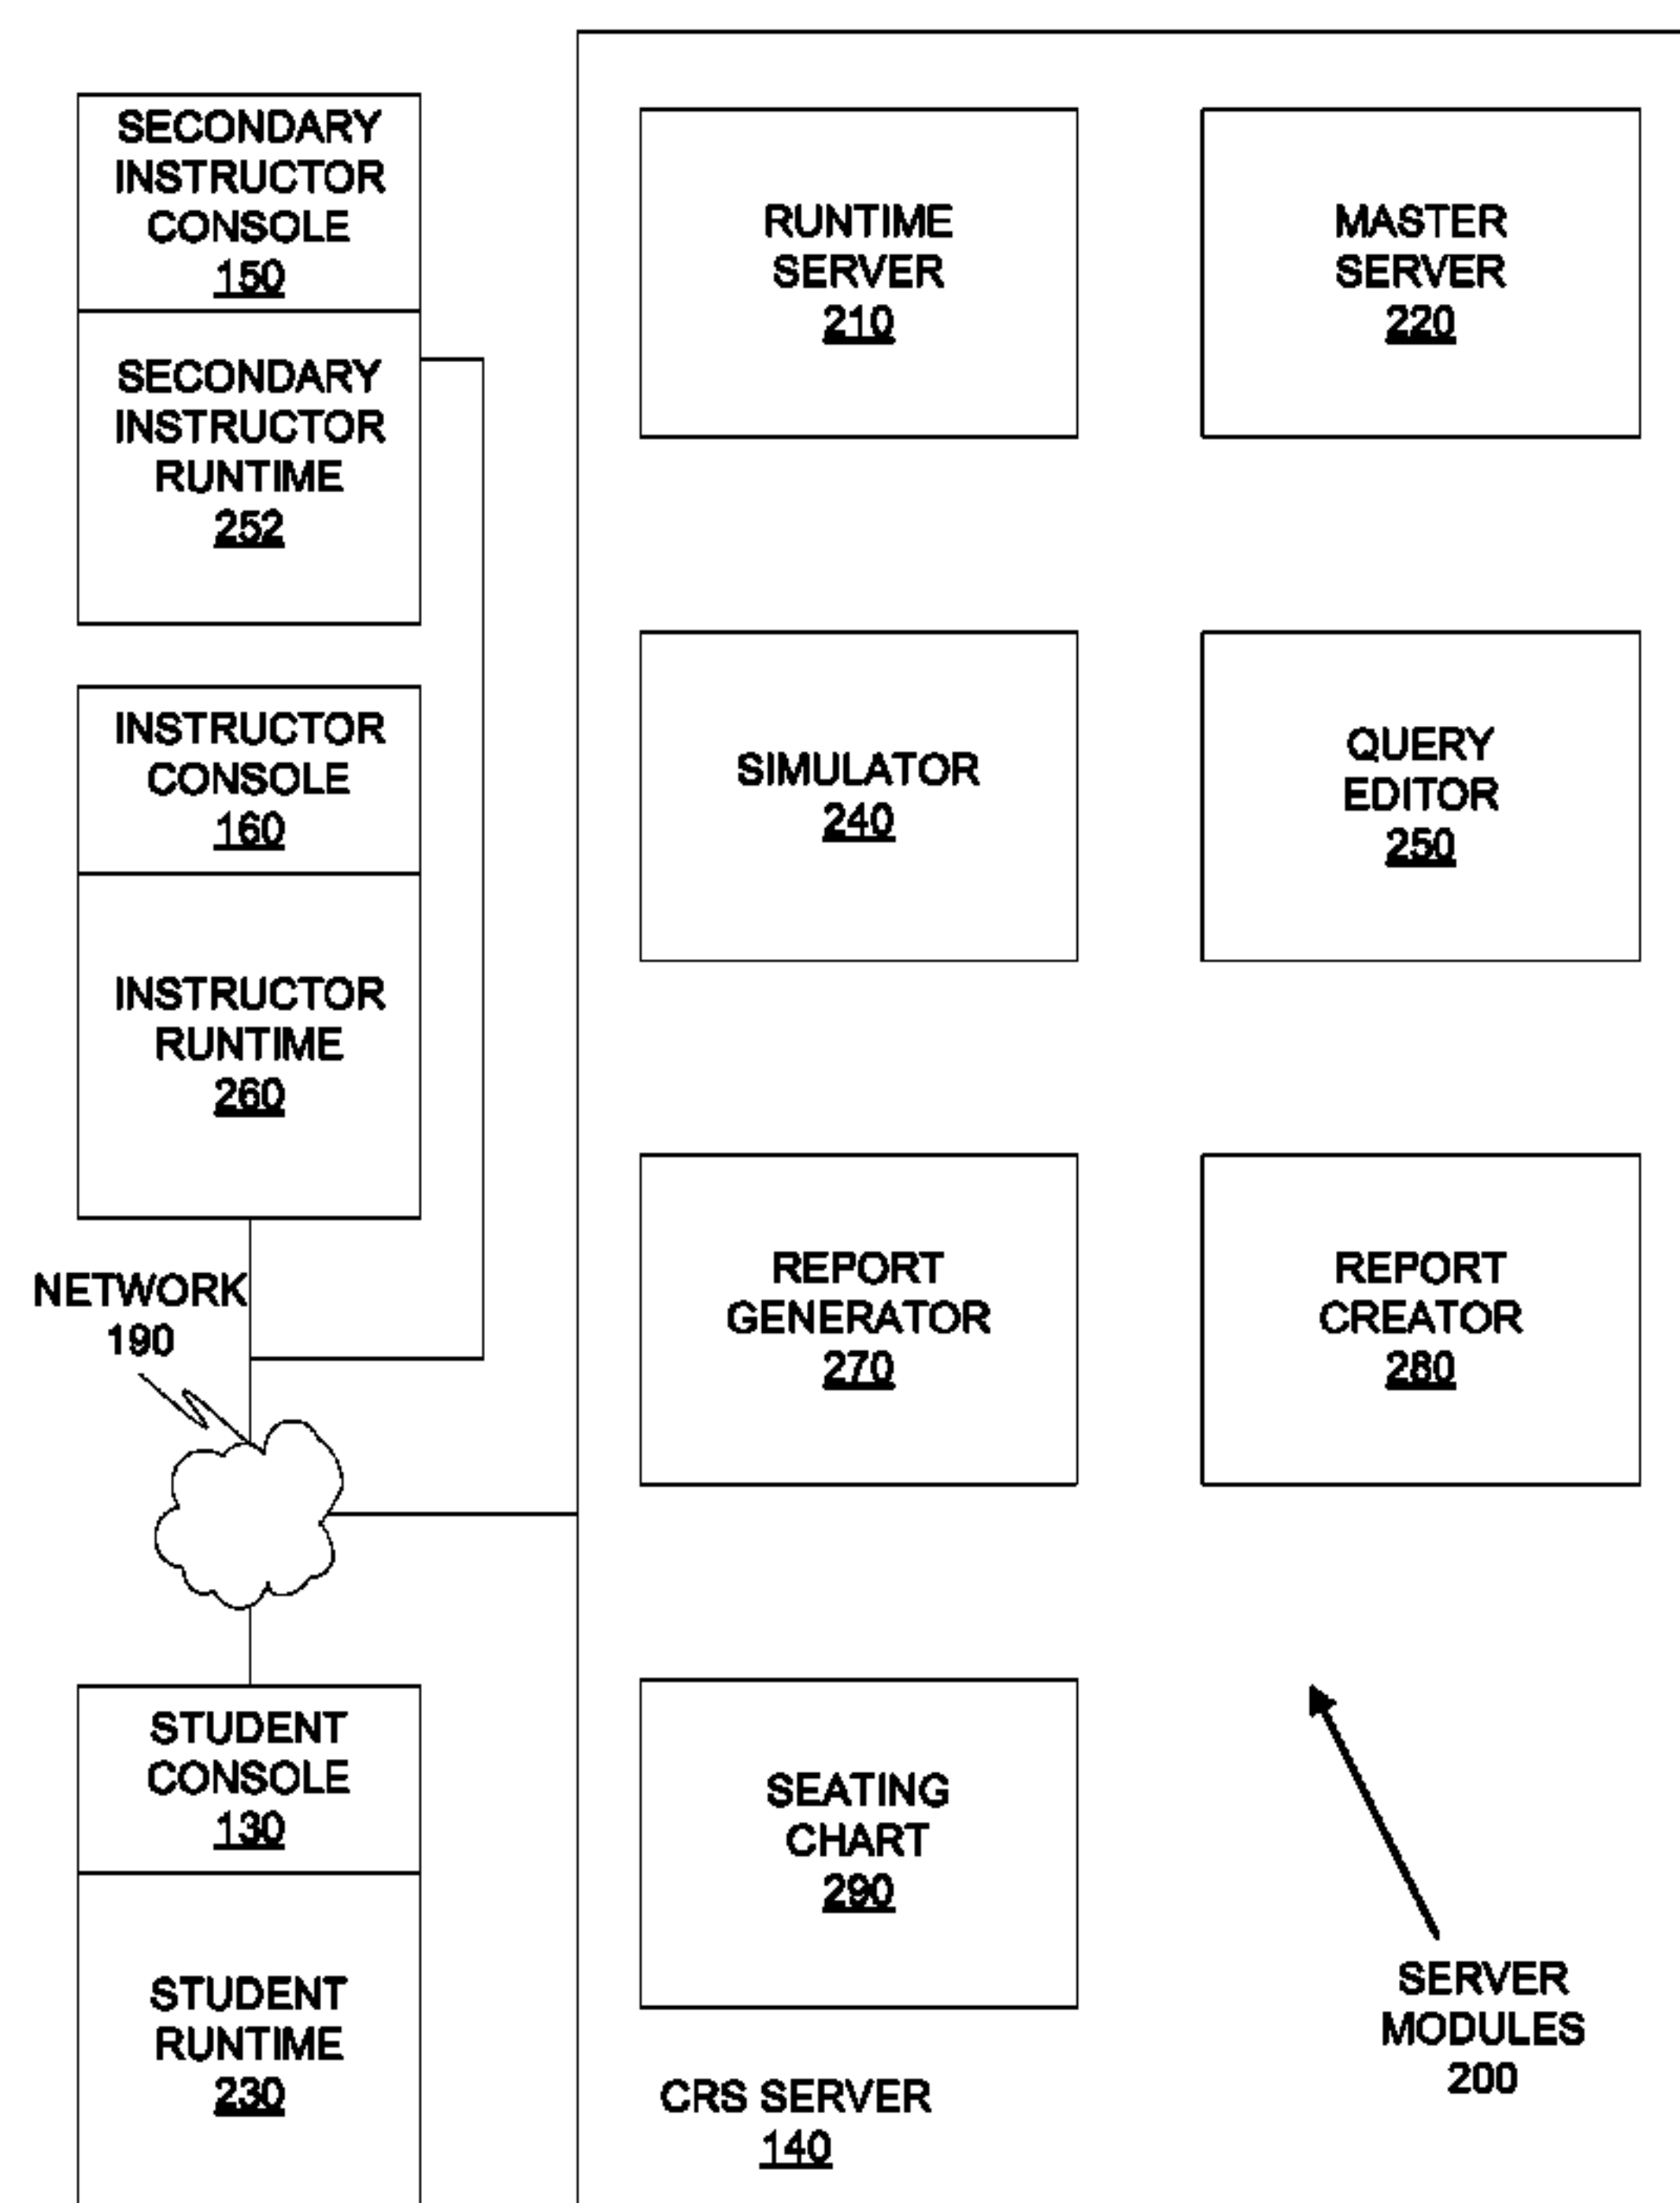 SECONDARY
INSTRUCTOR
CONSOLE
150
SECONDARY
INSTRUCTOR
RUNTIME
252
INSTRUCTOR
CONSOLE
160
INSTRUCTOR
RUNTIME
260
NETWORK
190
STUDENT
CONSOLE
130
STUDENT
RUNTIME
230
RUNTIME
SERVER
210
MASTER
SERVER
220
SIMULATOR
240
QUERY
EDITOR
250
REPORT
GENERATOR
270
REPORT
CREATOR
280
SEATING
CHART
290
SERVER
MODULES
200
CRS SERVER
140